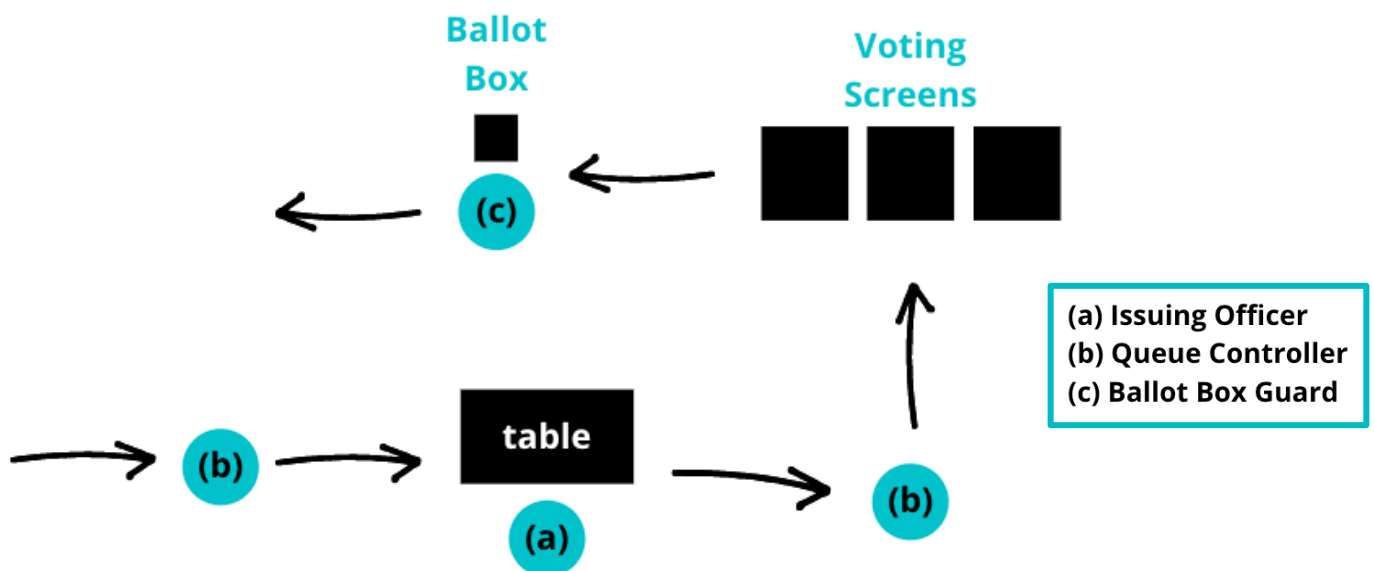 Ballot
Box
Voting
Screens
(c)
(a) Issuing Officer
(b) Queue Controller
(c) Ballot Box Guard
table
(b)
(b)
(a)